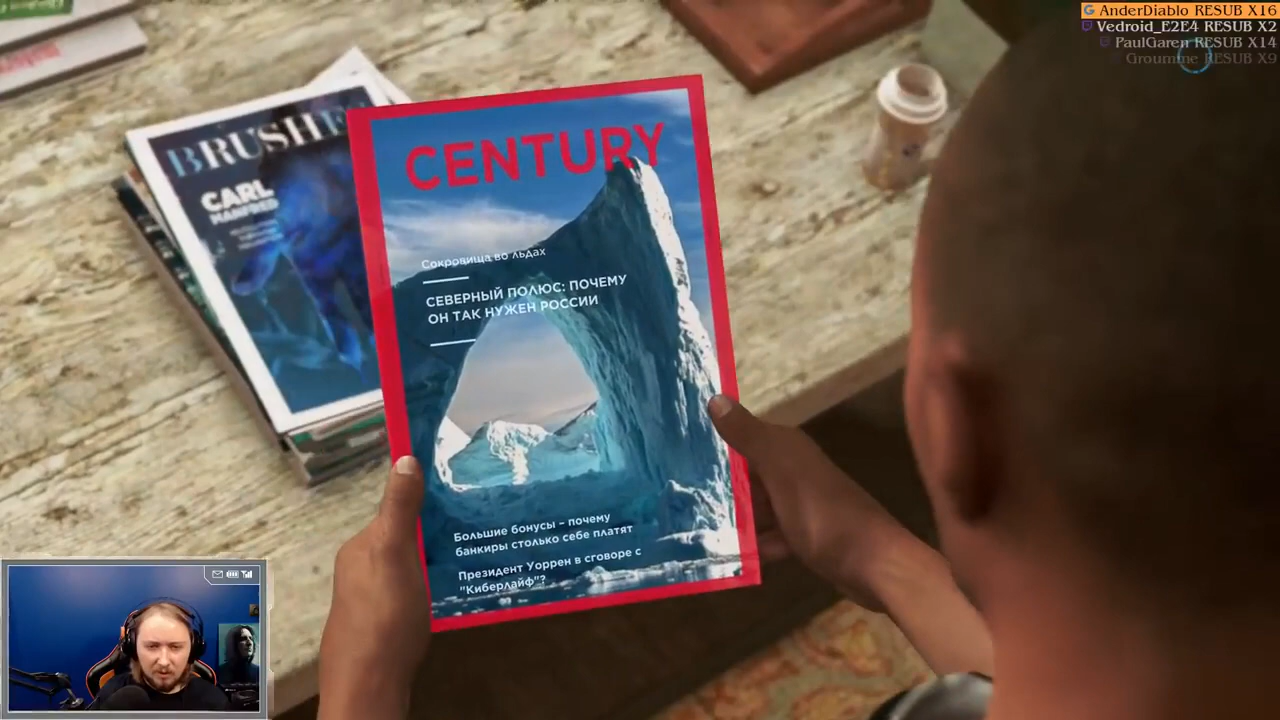 AnderDiablo RESUB X16
Vedroid_E2E4 RESUB X2
PaulGaren RESUB X14
Groumine RESUB X9
BRUSHE
CARL
MANFRED
CENTURY
Сокровища во льдах
СЕВЕРНЫЙ ПОЛЮС: ПОЧЕМУ
ОН ТАК НУЖЕН РОССИИ
Большие бонусы – почему
банкиры столько себе платят
Президент Уоррен в сговоре с
"Киберлайф"?